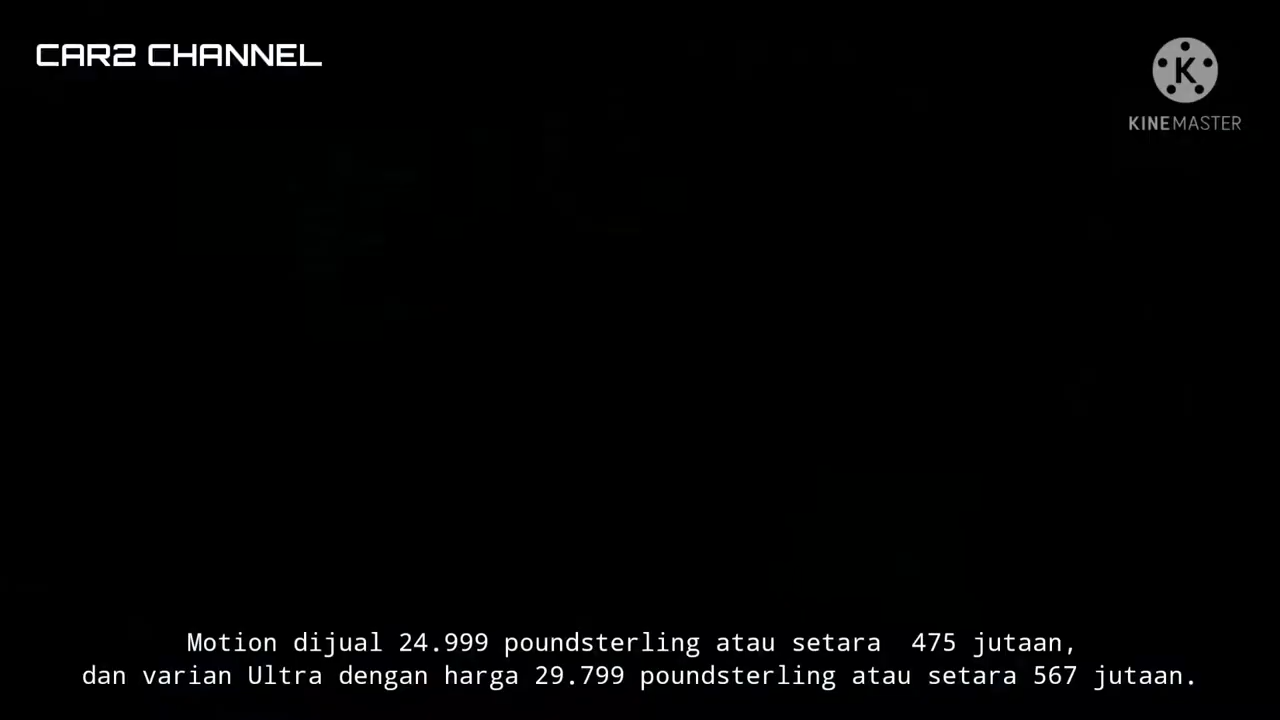 CAR2 CHANNEL
K
KINEMASTER
Motion dijual 24.999 poundsterling atau setara  475 jutaan,
dan varian Ultra dengan harga 29.799 poundsterling atau setara 567 jutaan.